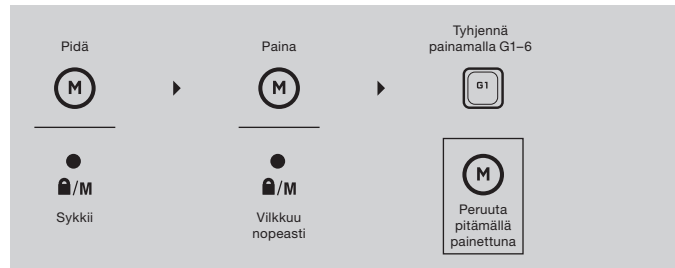 Pidä
M
/M
Sykkii
Paina
M
/M
Vilkkuu
nopeasti
Tyhjennä
painamalla G1–6
G1
M
Peruuta
pitämällä
painettuna